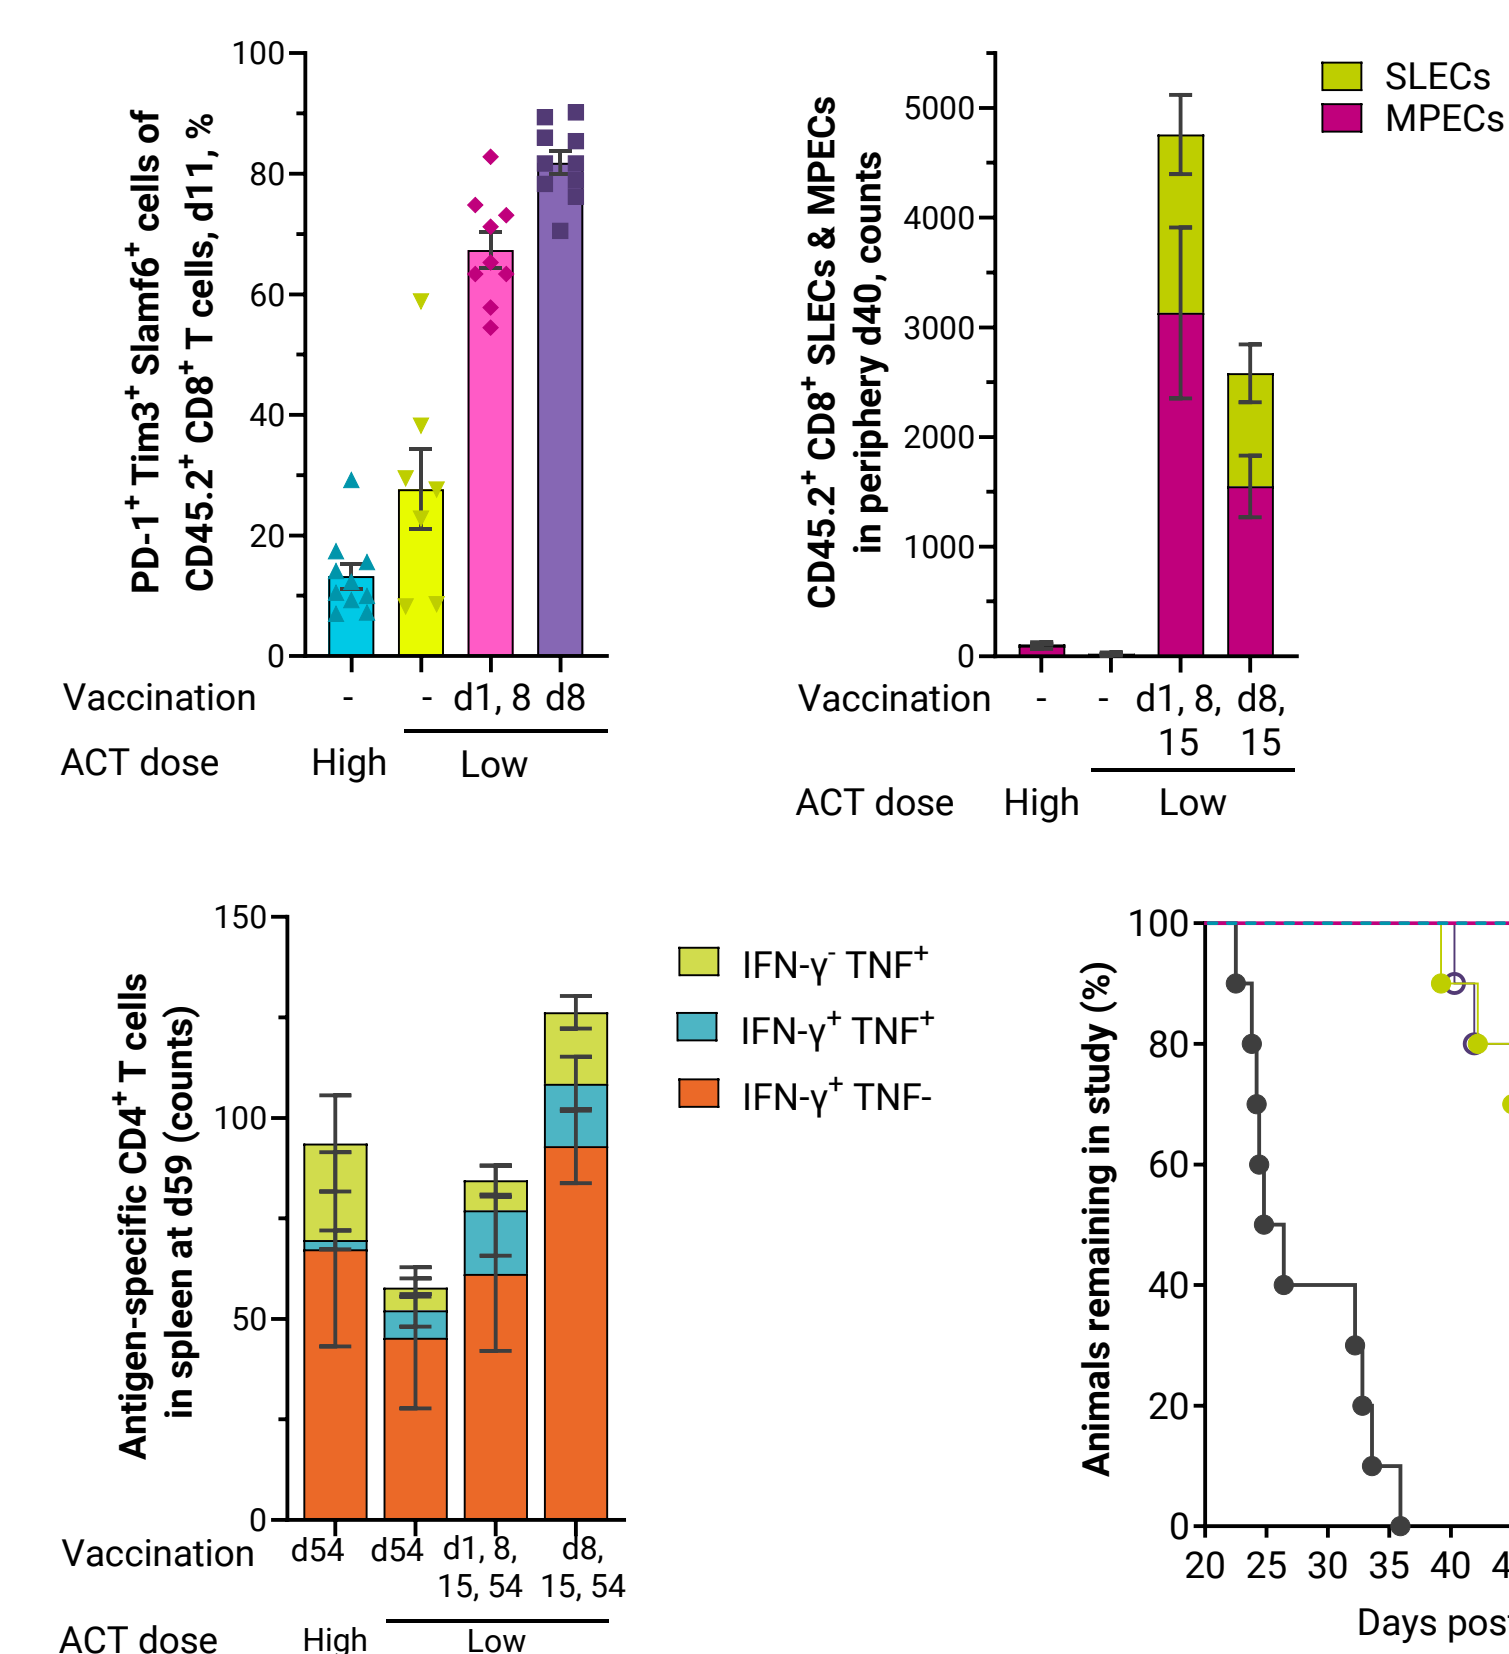 PD-1⁺ Tim3⁺ Slamf6⁺ cells of
CD45.2⁺ CD8⁺ T cells, d11, %
100
80
60
40
20
0
Vaccination - - d1, 8 d8
ACT dose High Low
CD45.2⁺ CD8⁺ SLECs & MPECs
in periphery d40, counts
5000
4000
3000
2000
1000
0
SLECs
MPECs
Vaccination - - d1, 8, d8,
15 15
ACT dose High Low
Antigen-specific CD4⁺ T cells
in spleen at d59 (counts)
150
100
50
0
IFN-γ⁻ TNF⁺
IFN-γ⁺ TNF⁺
IFN-γ⁺ TNF-
Vaccination d54 d54 d1, 8, d8,
15, 54 15, 54
ACT dose High Low
Animals remaining in study (%)
100
80
60
40
20
0
20 25 30 35 40 4
Days post